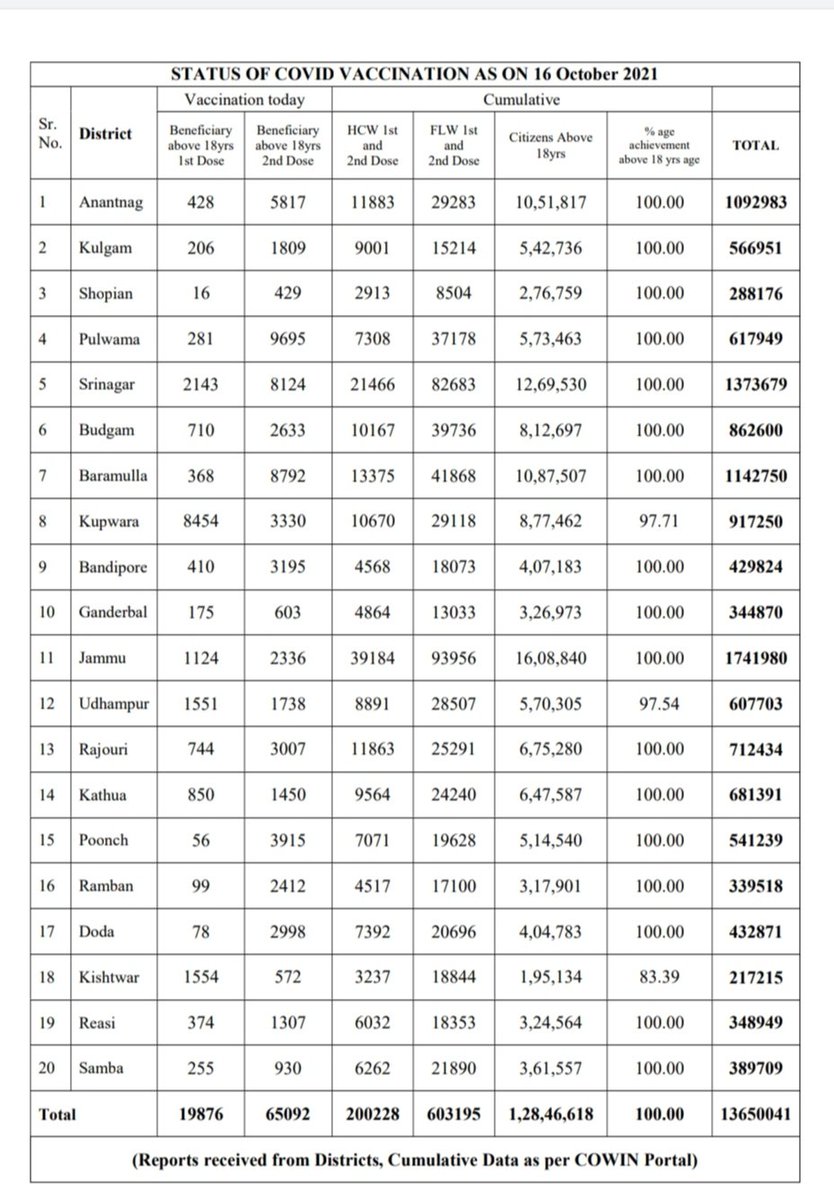 STATUS OF COVID VACCINATION AS ON 16 October 2021
Sr. No. District Vaccination today Cumulative
Beneficiary above 18yrs 1st Dose Beneficiary above 18yrs 2nd Dose HCW 1st and 2nd Dose FLW 1st and 2nd Dose Citizens Above 18yrs % age achievement above 18 yrs age TOTAL
1 Anantnag 428 5817 11883 29283 10,51,817 100.00 1092983
2 Kulgam 206 1809 9001 15214 5,42,736 100.00 566951
3 Shopian 16 429 2913 8504 2,76,759 100.00 288176
4 Pulwama 281 9695 7308 37178 5,73,463 100.00 617949
5 Srinagar 2143 8124 21466 82683 12,69,530 100.00 1373679
6 Budgam 710 2633 10167 39736 8,12,697 100.00 862600
7 Baramulla 368 8792 13375 41868 10,87,507 100.00 1142750
8 Kupwara 8454 3330 10670 29118 8,77,462 97.71 917250
9 Bandipore 410 3195 4568 18073 4,07,183 100.00 429824
10 Ganderbal 175 603 4864 13033 3,26,973 100.00 344870
11 Jammu 1124 2336 39184 93956 16,08,840 100.00 1741980
12 Udhampur 1551 1738 8891 28507 5,70,305 97.54 607703
13 Rajouri 744 3007 11863 25291 6,75,280 100.00 712434
14 Kathua 850 1450 9564 24240 6,47,587 100.00 681391
15 Poonch 56 3915 7071 19628 5,14,540 100.00 541239
16 Ramban 99 2412 4517 17100 3,17,901 100.00 339518
17 Doda 78 2998 7392 20696 4,04,783 100.00 432871
18 Kishtwar 1554 572 3237 18844 1,95,134 83.39 217215
19 Reasi 374 1307 6032 18353 3,24,564 100.00 348949
20 Samba 255 930 6262 21890 3,61,557 100.00 389709
Total 19876 65092 200228 603195 1,28,46,618 100.00 13650041
(Reports received from Districts, Cumulative Data as per COWIN Portal)